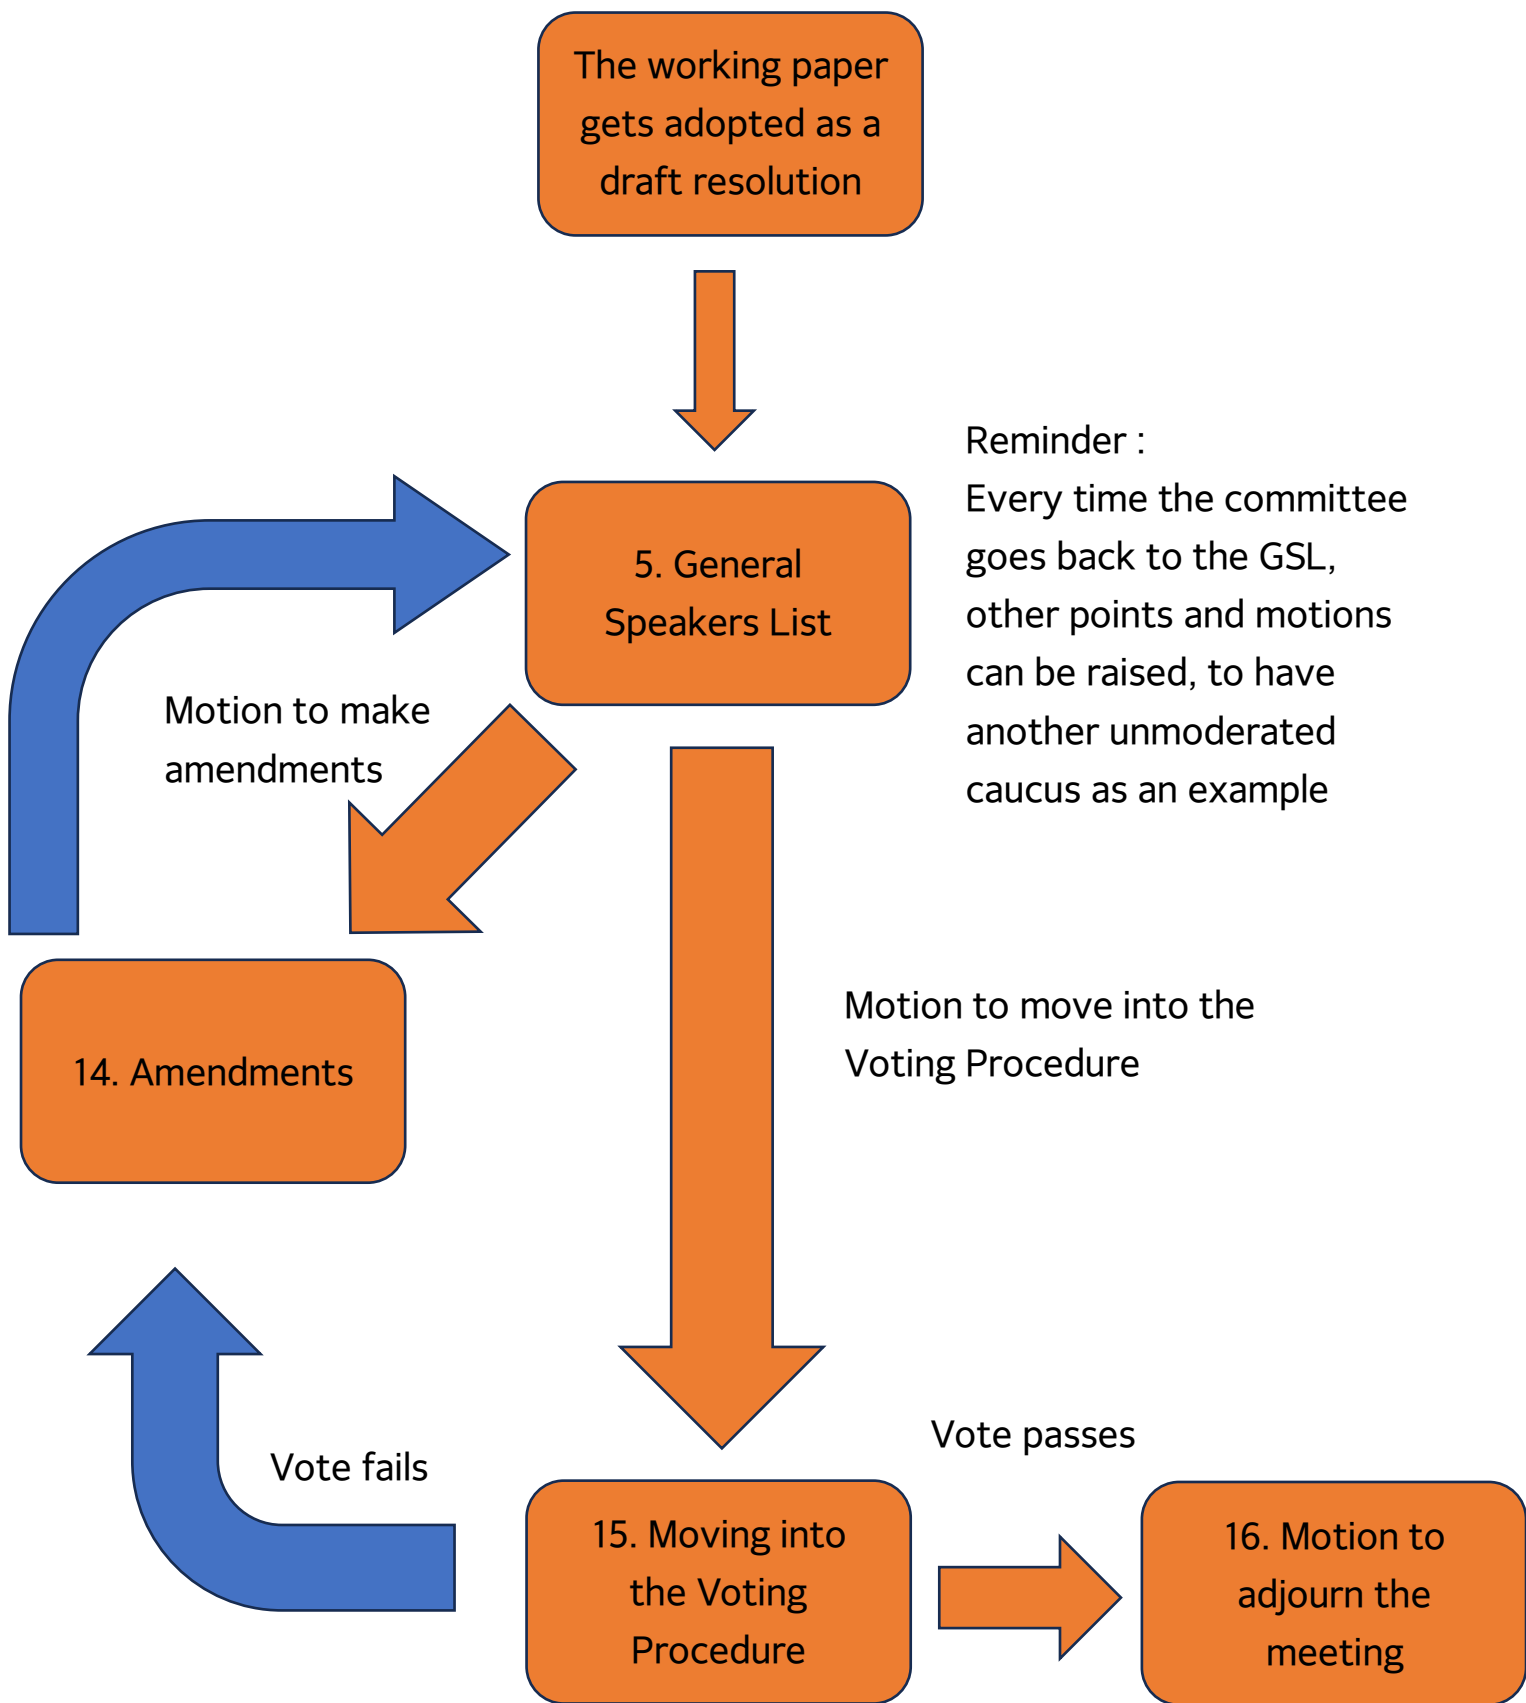 The working paper
gets adopted as a
draft resolution
Reminder :
Every time the committee
goes back to the GSL,
other points and motions
can be raised, to have
another unmoderated
caucus as an example
5. General
Speakers List
Motion to make
amendments
14. Amendments
Motion to move into the
Voting Procedure
Vote fails
Vote passes
15. Moving into
the Voting
Procedure
16. Motion to
adjourn the
meeting